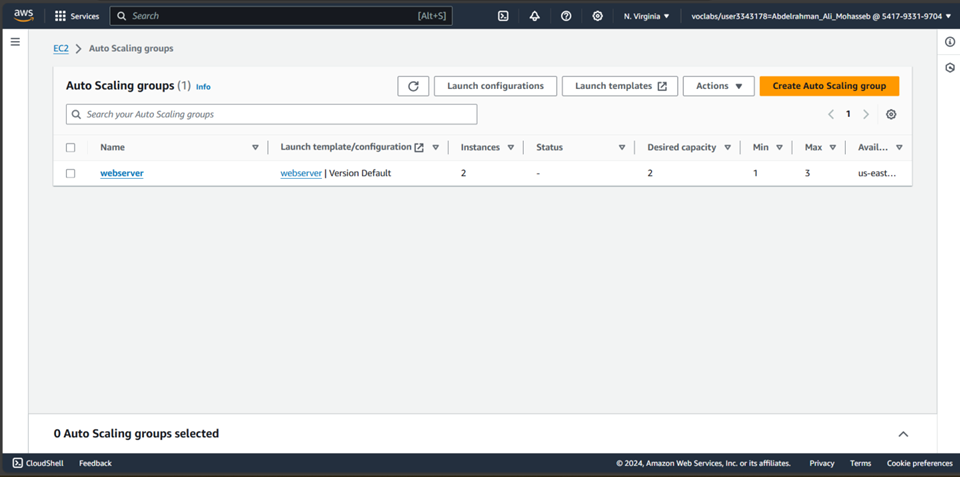 aws Services Search [Alt+S] N. Virginia voclabs/user3343178=Abdelrahman_Ali_Mohasseb @ 5417-9331-9704
EC2 Auto Scaling groups
Auto Scaling groups (1) Info Launch configurations Launch templates Actions Create Auto Scaling group
Search your Auto Scaling groups 1
Name Launch template/configuration Instances Status Desired capacity Min Max Avail...
webserver webserver | Version Default 2 - 2 1 3 us-east...
0 Auto Scaling groups selected
CloudShell Feedback © 2024, Amazon Web Services, Inc. or its affiliates. Privacy Terms Cookie preferences